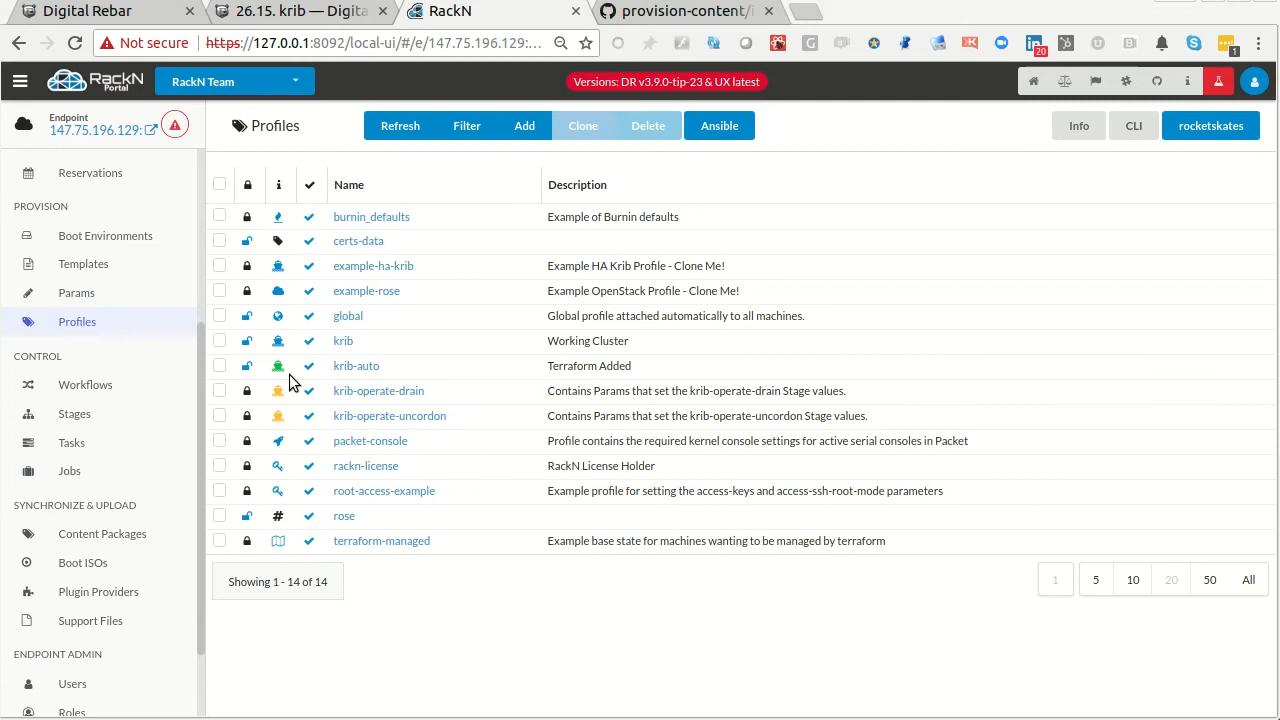 Digital Rebar
26.15. krib — Digita
RackN
provision-content/i
Not secure
https://127.0.0.1:8092/local-ui/#/e/147.75.196.129:...
20
1
RackN
Portal
RackN Team
Versions: DR v3.9.0-tip-23 & UX latest
Endpoint
147.75.196.129:
Profiles
Refresh
Filter
Add
Clone
Delete
Ansible
Info
CLI
rocketskates
Reservations
PROVISION
Boot Environments
Templates
Params
Profiles
CONTROL
Workflows
Stages
Tasks
Jobs
SYNCHRONIZE & UPLOAD
Content Packages
Boot ISOs
Plugin Providers
Support Files
ENDPOINT ADMIN
Users
Roles
Name Description
burnin_defaults Example of Burnin defaults
certs-data
example-ha-krib Example HA Krib Profile - Clone Me!
example-rose Example OpenStack Profile - Clone Me!
global Global profile attached automatically to all machines.
krib Working Cluster
krib-auto Terraform Added
krib-operate-drain Contains Params that set the krib-operate-drain Stage values.
krib-operate-uncordon Contains Params that set the krib-operate-uncordon Stage values.
packet-console Profile contains the required kernel console settings for active serial consoles in Packet
rackn-license RackN License Holder
root-access-example Example profile for setting the access-keys and access-ssh-root-mode parameters
# rose
terraform-managed Example base state for machines wanting to be managed by terraform
Showing 1 - 14 of 14
1
5
10
20
50
All